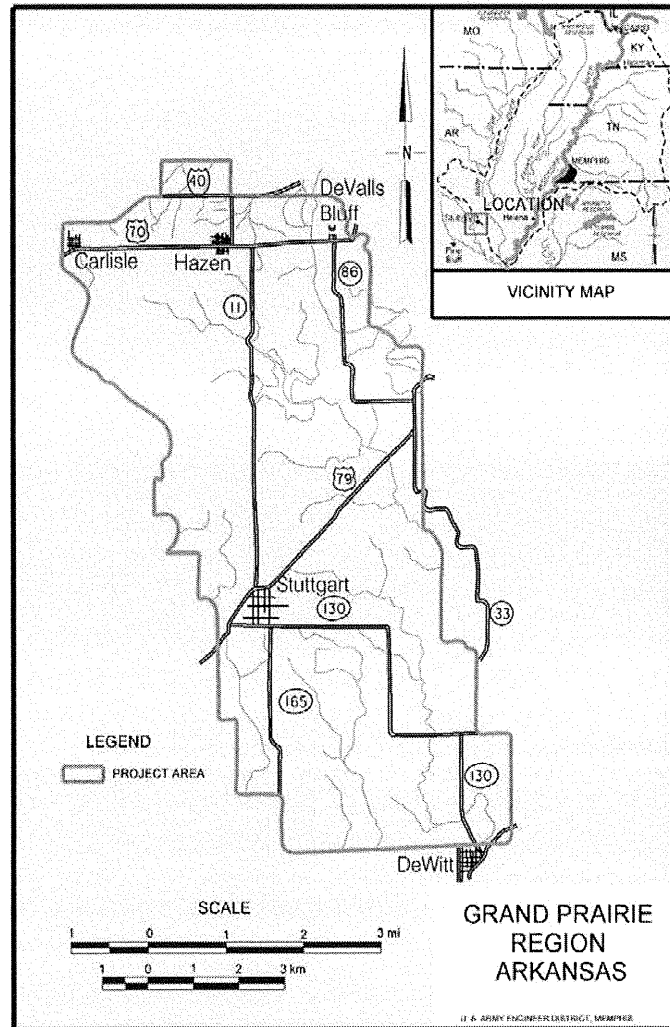 MO
KY
AR
TN
MEMPHIS
LOCATION
Helena
MS
VICINITY MAP
N
40
DeValls
Bluff
70
Carlisle
Hazen
86
11
79
Stuttgart
130
33
165
LEGEND
PROJECT AREA
130
DeWitt
SCALE
1 0 1 2 3 mi
1 0 1 2 3 km
GRAND PRAIRIE
REGION
ARKANSAS
U. S. ARMY ENGINEER DISTRICT, MEMPHIS